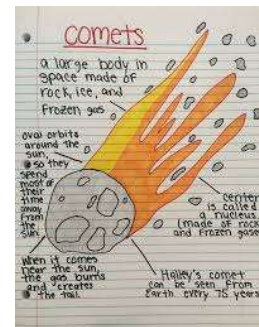 comets
a large body in
space made of
rock, ice, and
frozen gas
oval orbits
around the
sun,
so they
spend
most of
their
time
away
from
the
sun.
center
is called
a nucleus
(made of rock
and frozen gase
when it comes
near the sun,
the gas burns
and creates
the tail.
Halley's comet
can be seen from
Earth every 75 years